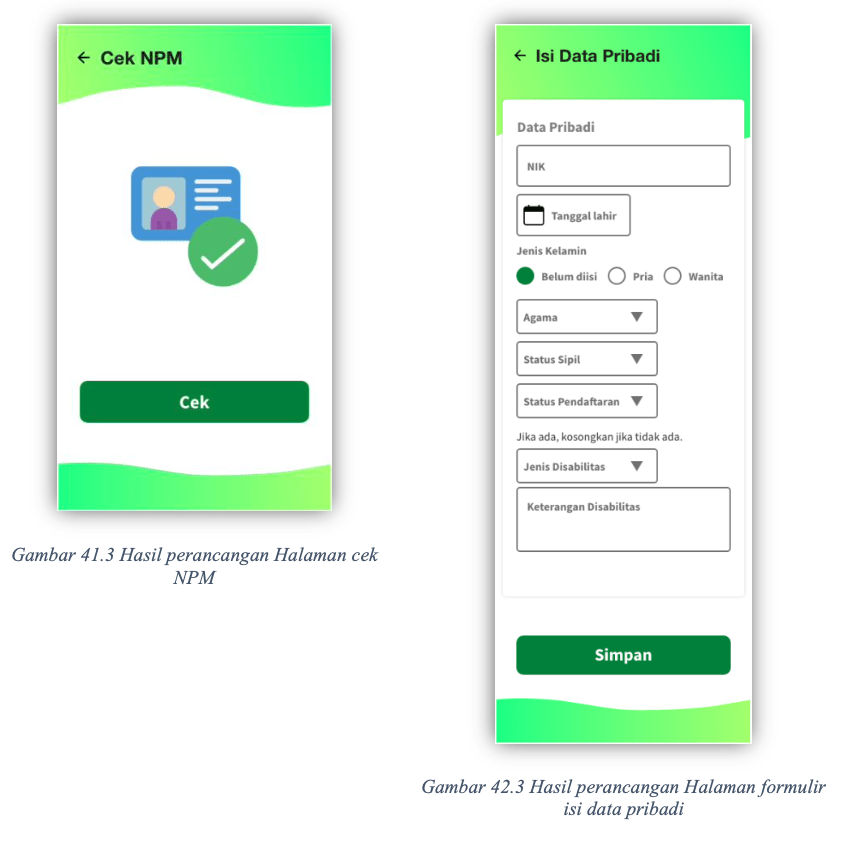 Cek NPM
Cek
Gambar 41.3 Hasil perancangan Halaman cek
NPM
Isi Data Pribadi
Data Pribadi
NIK
Tanggal lahir
Jenis Kelamin
Belum diisi Pria Wanita
Agama
Status Sipil
Status Pendaftaran
Jika ada, kosongkan jika tidak ada.
Jenis Disabilitas
Keterangan Disabilitas
Simpan
Gambar 42.3 Hasil perancangan Halaman formulir
isi data pribadi